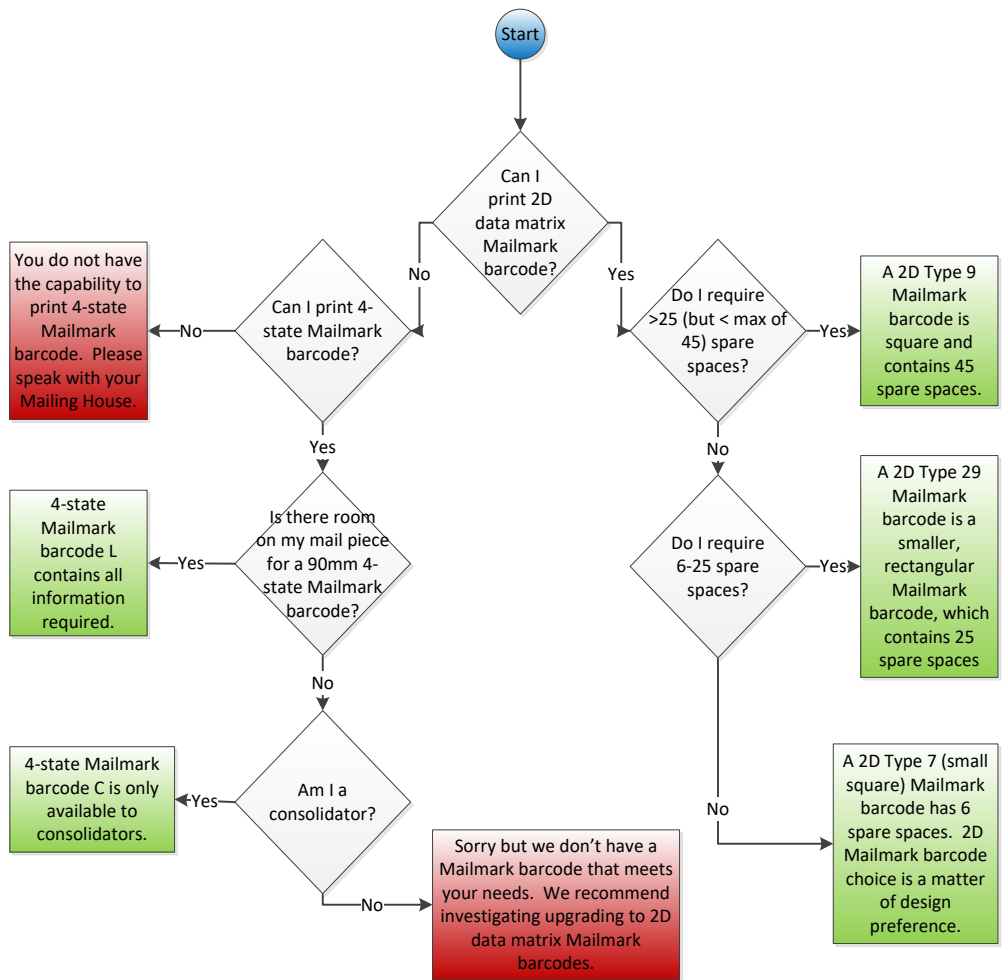 Start
Can I
print 2D
data matrix
Mailmark
barcode?
No
Yes
You do not have
the capability to
print 4-state
Mailmark
barcode.  Please
speak with your
Mailing House.
No
Can I print 4-
state Mailmark
barcode?
Do I require
>25 (but < max of
45) spare
spaces?
Yes
A 2D Type 9
Mailmark
barcode is
square and
contains 45
spare spaces.
Yes
No
4-state
Mailmark
barcode L
contains all
information
required.
Yes
Is there room
on my mail piece
for a 90mm 4-
state Mailmark
barcode?
Do I require
6-25 spare
spaces?
Yes
A 2D Type 29
Mailmark
barcode is a
smaller,
rectangular
Mailmark
barcode, which
contains 25
spare spaces
No
No
4-state Mailmark
barcode C is only
available to
consolidators.
Yes
Am I a
consolidator?
A 2D Type 7 (small
square) Mailmark
barcode has 6
spare spaces.  2D
Mailmark barcode
choice is a matter
of design
preference.
No
Sorry but we don’t have a
Mailmark barcode that meets
your needs.  We recommend
investigating upgrading to 2D
data matrix Mailmark
barcodes.